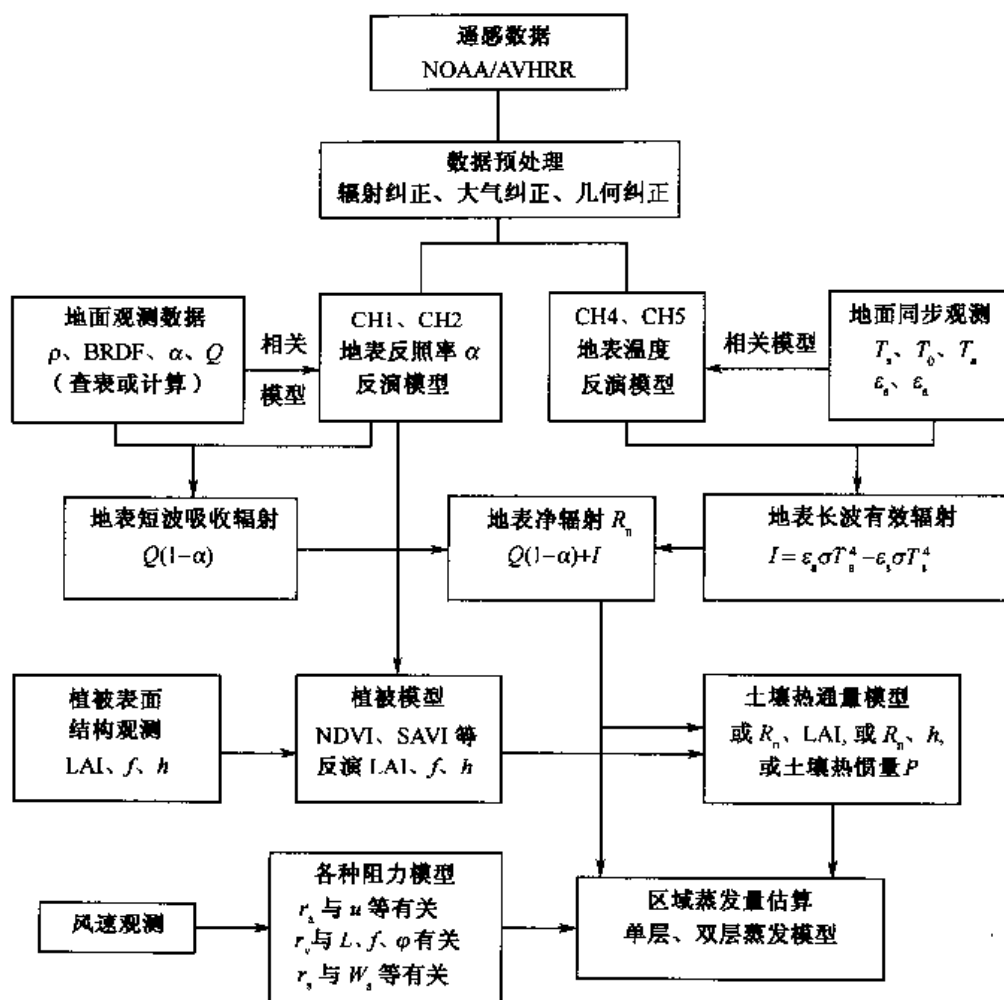 遥感数据
NOAA/AVHRR
数据预处理
辐射纠正、大气纠正、几何纠正
地面观测数据
ρ、BRDF、α、Q
(查表或计算)
相关
模型
CH1、CH2
地表反照率 α
反演模型
CH4、CH5
地表温度
反演模型
相关模型
地面同步观测
Tₛ、T₀、Tₐ
εₛ、εₐ
地表短波吸收辐射
Q(1−α)
地表净辐射 Rₙ
Q(1−α)+I
地表长波有效辐射
I = εₐσTₐ⁴−εₛσTₛ⁴
植被表面
结构观测
LAI、f、h
植被模型
NDVI、SAVI 等
反演 LAI、f、h
土壤热通量模型
或 Rₙ、LAI, 或 Rₙ、h,
或土壤热惯量 P
风速观测
各种阻力模型
rₐ 与 u 等有关
rᵥ 与 L、f、φ 有关
rₛ 与 Wₛ 等有关
区域蒸发量估算
单层、双层蒸发模型